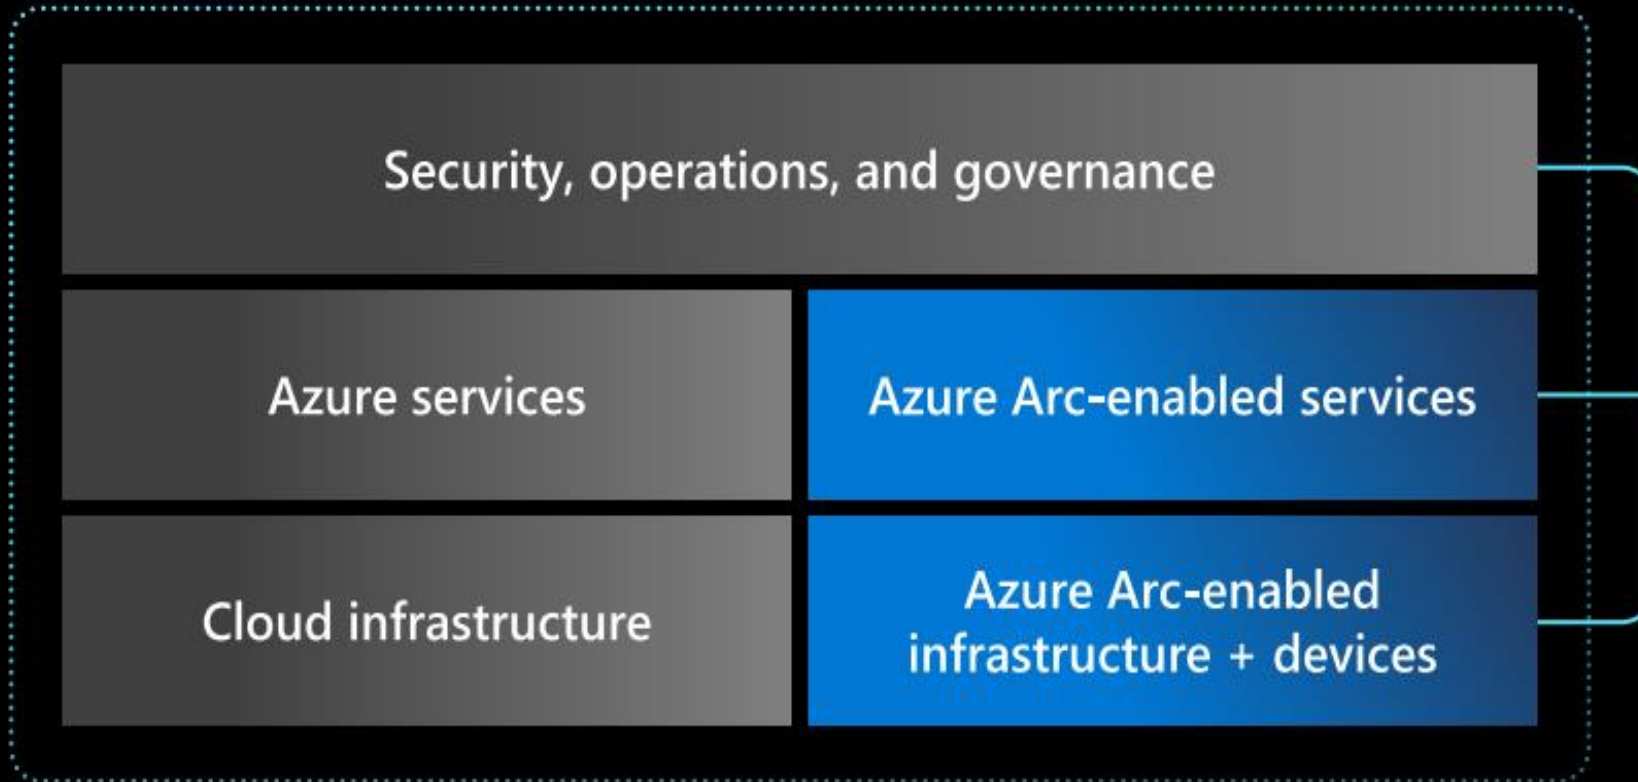 Security, operations, and governance
Azure services
Azure Arc-enabled services
Cloud infrastructure
Azure Arc-enabled
infrastructure + devices